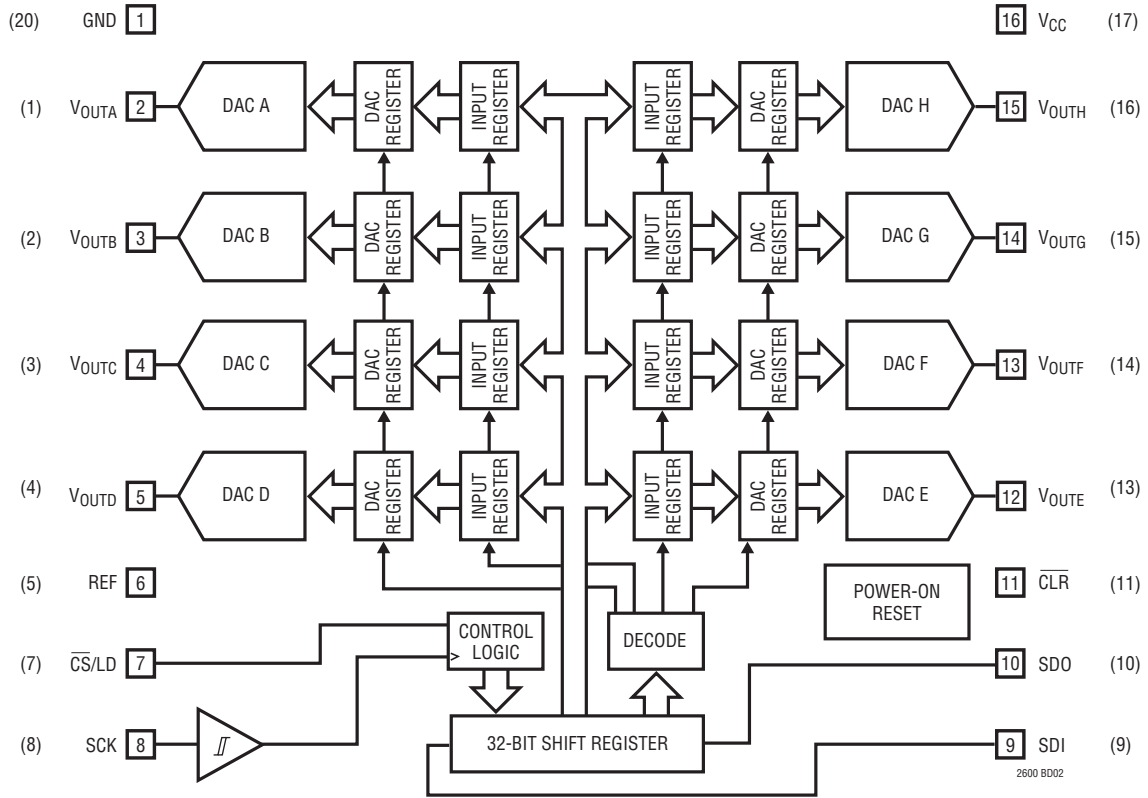 (20) GND 1
16 VCC (17)
(1) VOUTA 2 DAC A DAC REGISTER INPUT REGISTER INPUT REGISTER DAC REGISTER DAC H 15 VOUTH (16)
(2) VOUTB 3 DAC B DAC REGISTER INPUT REGISTER INPUT REGISTER DAC REGISTER DAC G 14 VOUTG (15)
(3) VOUTC 4 DAC C DAC REGISTER INPUT REGISTER INPUT REGISTER DAC REGISTER DAC F 13 VOUTF (14)
(4) VOUTD 5 DAC D DAC REGISTER INPUT REGISTER INPUT REGISTER DAC REGISTER DAC E 12 VOUTE (13)
(5) REF 6
POWER-ON
RESET
11 C̅L̅R̅ (11)
(7) C̅S̅/LD 7
CONTROL
LOGIC
DECODE
10 SDO (10)
(8) SCK 8
32-BIT SHIFT REGISTER
9 SDI (9)
2600 BD02